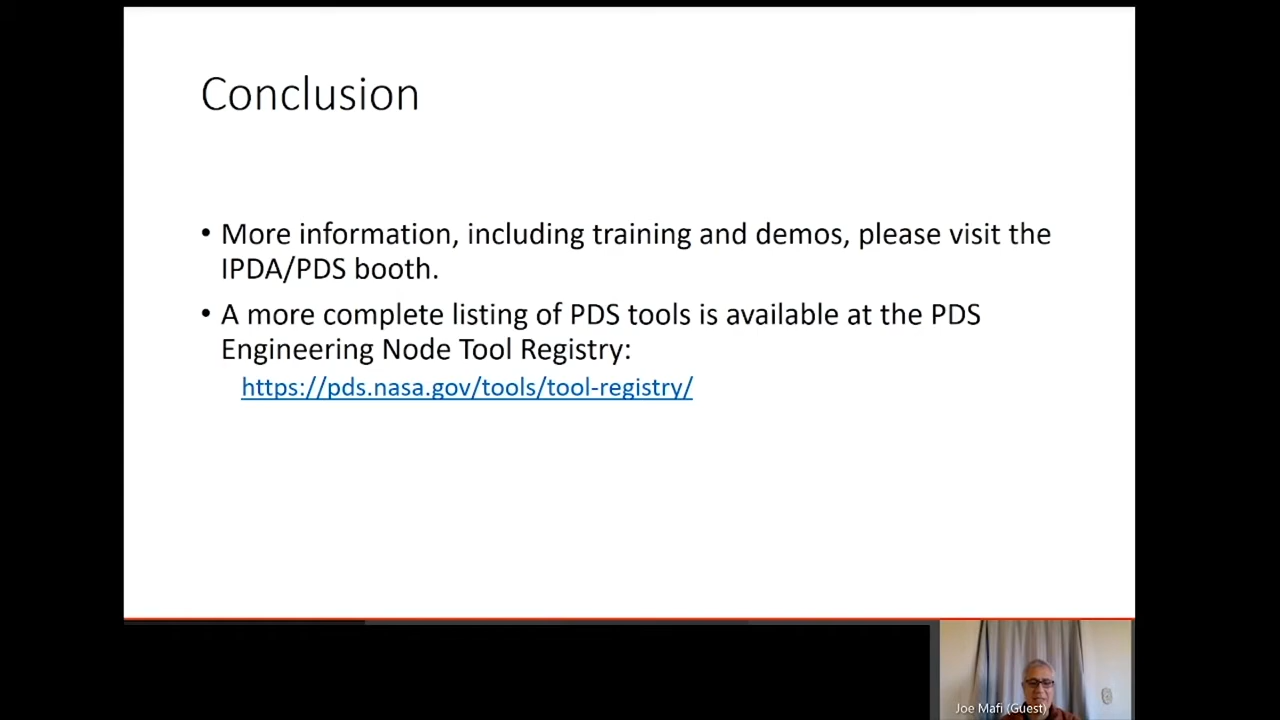 Conclusion
• More information, including training and demos, please visit the
IPDA/PDS booth.
• A more complete listing of PDS tools is available at the PDS
Engineering Node Tool Registry:
https://pds.nasa.gov/tools/tool-registry/
Joe Mafi (Guest)